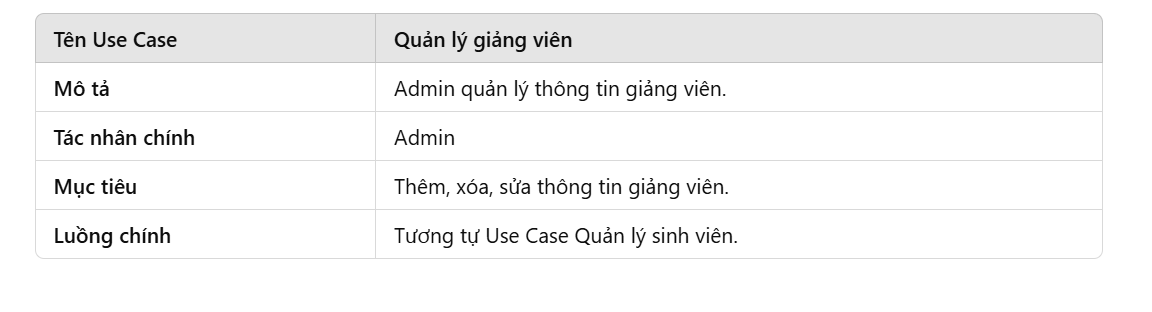 Tên Use Case Quản lý giảng viên
Mô tả Admin quản lý thông tin giảng viên.
Tác nhân chính Admin
Mục tiêu Thêm, xóa, sửa thông tin giảng viên.
Luồng chính Tương tự Use Case Quản lý sinh viên.